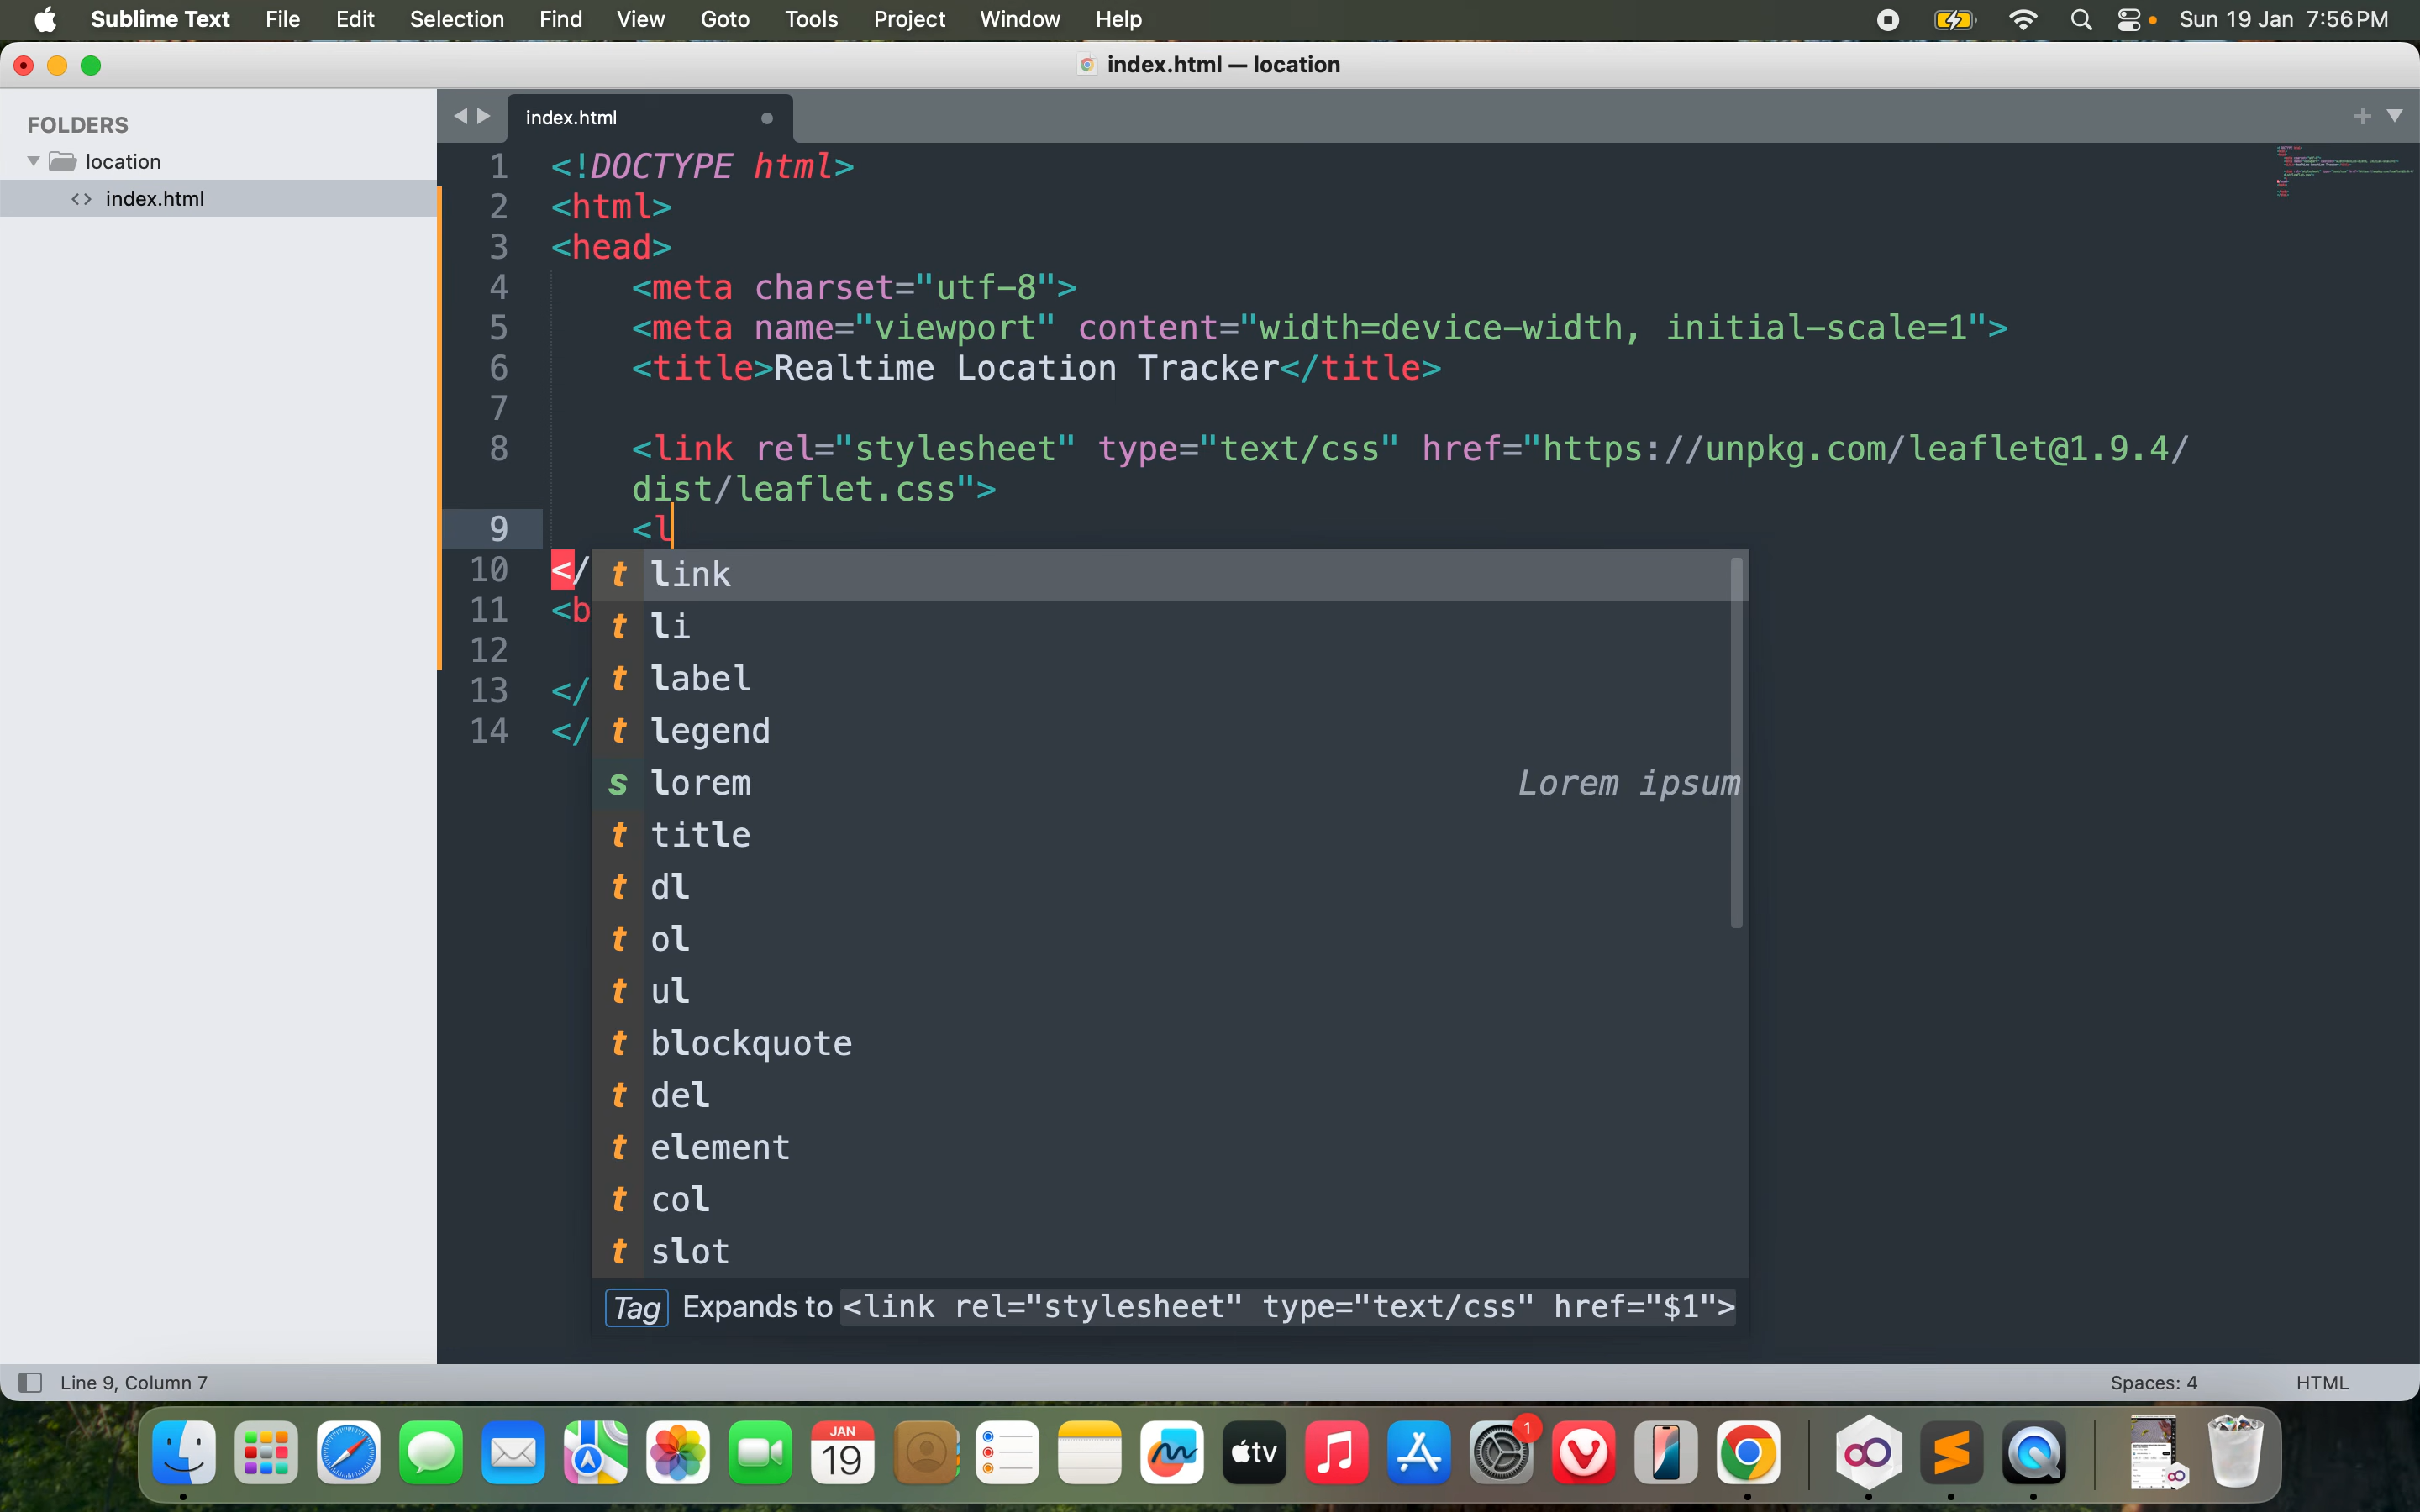 Sublime Text File Edit Selection Find View Goto Tools Project Window Help Sun 19 Jan 7:56 PM
index.html — location
FOLDERS
location
index.html
index.html
1 <!DOCTYPE html>
2 <html>
3 <head>
4 <meta charset="utf-8">
5 <meta name="viewport" content="width=device-width, initial-scale=1">
6 <title>Realtime Location Tracker</title>
7
8 <link rel="stylesheet" type="text/css" href="https://unpkg.com/leaflet@1.9.4/
dist/leaflet.css">
9 <l
10 </
11 <b
12
13 </
14 </
t link
t li
t label
t legend
s lorem Lorem ipsum
t title
t dl
t ol
t ul
t blockquote
t del
t element
t col
t slot
Tag Expands to <link rel="stylesheet" type="text/css" href="$1">
Line 9, Column 7 Spaces: 4 HTML
JAN
19
tv
1